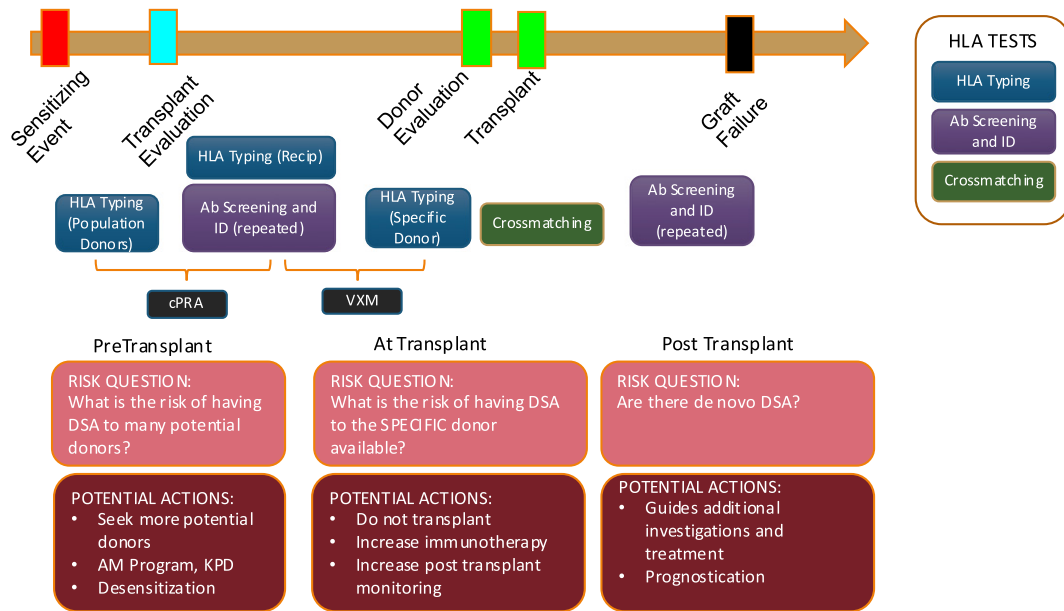 HLA TESTS
HLA Typing
Ab Screening
and ID
Crossmatching
Sensitizing
Event
Transplant
Evaluation
Donor
Evaluation
Transplant
Graft
Failure
HLA Typing (Recip)
HLA Typing
(Population
Donors)
Ab Screening and
ID (repeated)
HLA Typing
(Specific
Donor)
Crossmatching
Ab Screening
and ID
(repeated)
cPRA
VXM
PreTransplant
At Transplant
Post Transplant
RISK QUESTION:
What is the risk of having
DSA to many potential
donors?
RISK QUESTION:
What is the risk of having DSA
to the SPECIFIC donor
available?
RISK QUESTION:
Are there de novo DSA?
POTENTIAL ACTIONS:
• Seek more potential
donors
• AM Program, KPD
• Desensitization
POTENTIAL ACTIONS:
• Do not transplant
• Increase immunotherapy
• Increase post transplant
monitoring
POTENTIAL ACTIONS:
• Guides additional
investigations and
treatment
• Prognostication